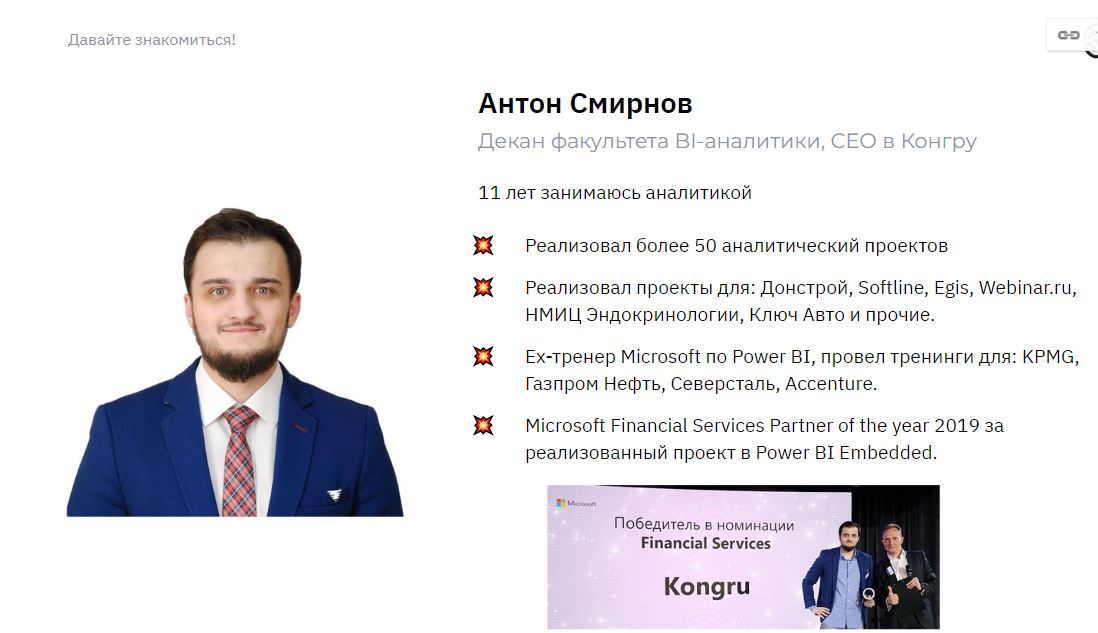 Давайте знакомиться!
Антон Смирнов
Декан факультета BI-аналитики, CEO в Конгру
11 лет занимаюсь аналитикой
Реализовал более 50 аналитический проектов
Реализовал проекты для: Донстрой, Softline, Egis, Webinar.ru,
НМИЦ Эндокринологии, Ключ Авто и прочие.
Ex-тренер Microsoft по Power BI, провел тренинги для: KPMG,
Газпром Нефть, Северсталь, Accenture.
Microsoft Financial Services Partner of the year 2019 за
реализованный проект в Power BI Embedded.
Microsoft
Победитель в номинации
Financial Services
Kongru